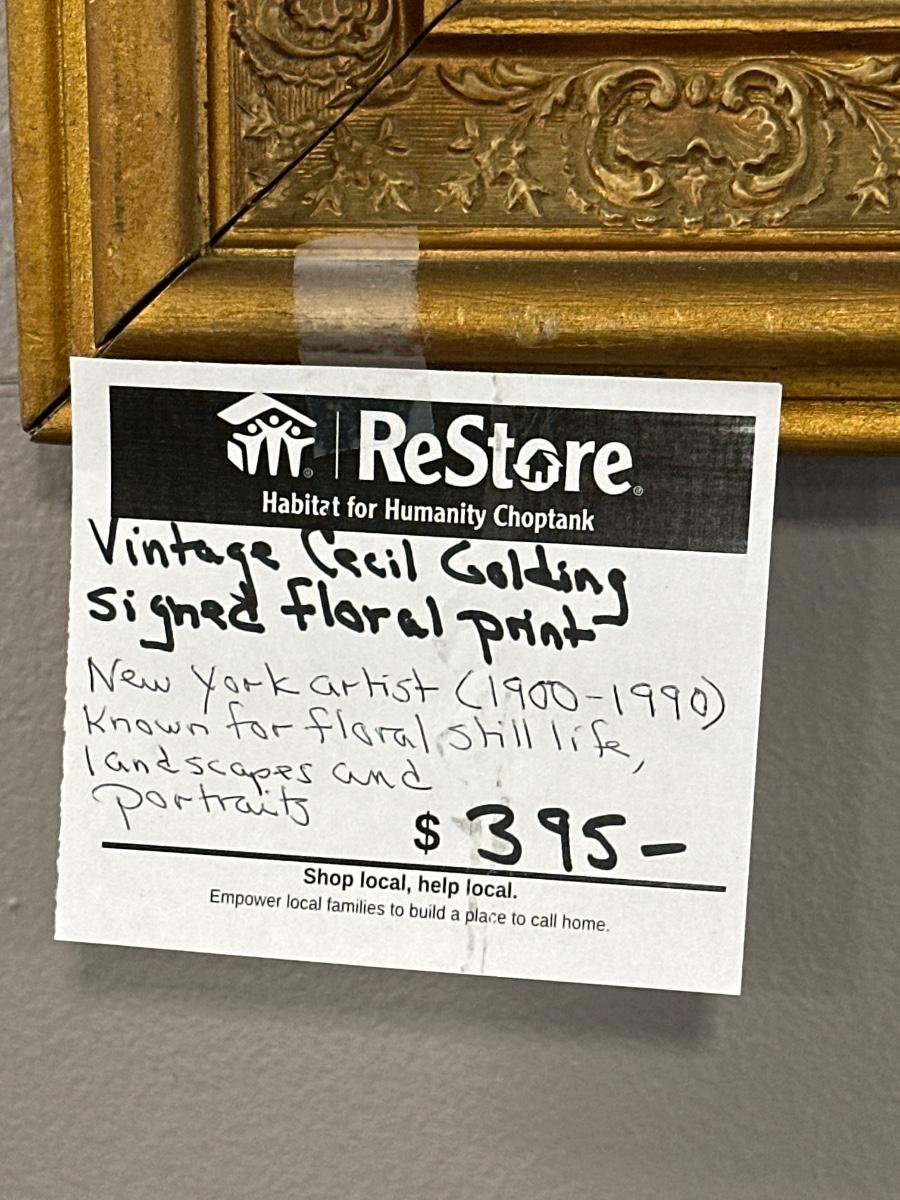 ReStore®
Habitat for Humanity Choptank
Vintage Cecil Golding
signed floral print
New York artist (1900-1990)
Known for floral, still life,
landscapes and
portraits
$ 395-
Shop local, help local.
Empower local families to build a place to call home.